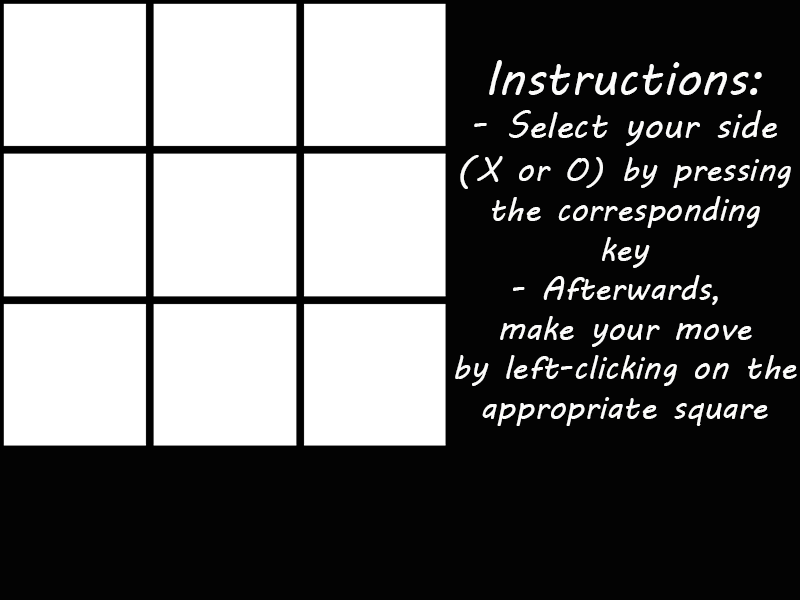 Instructions:
- Select your side
(X or O) by pressing
the corresponding
key
- Afterwards,
make your move
by left-clicking on the
appropriate square